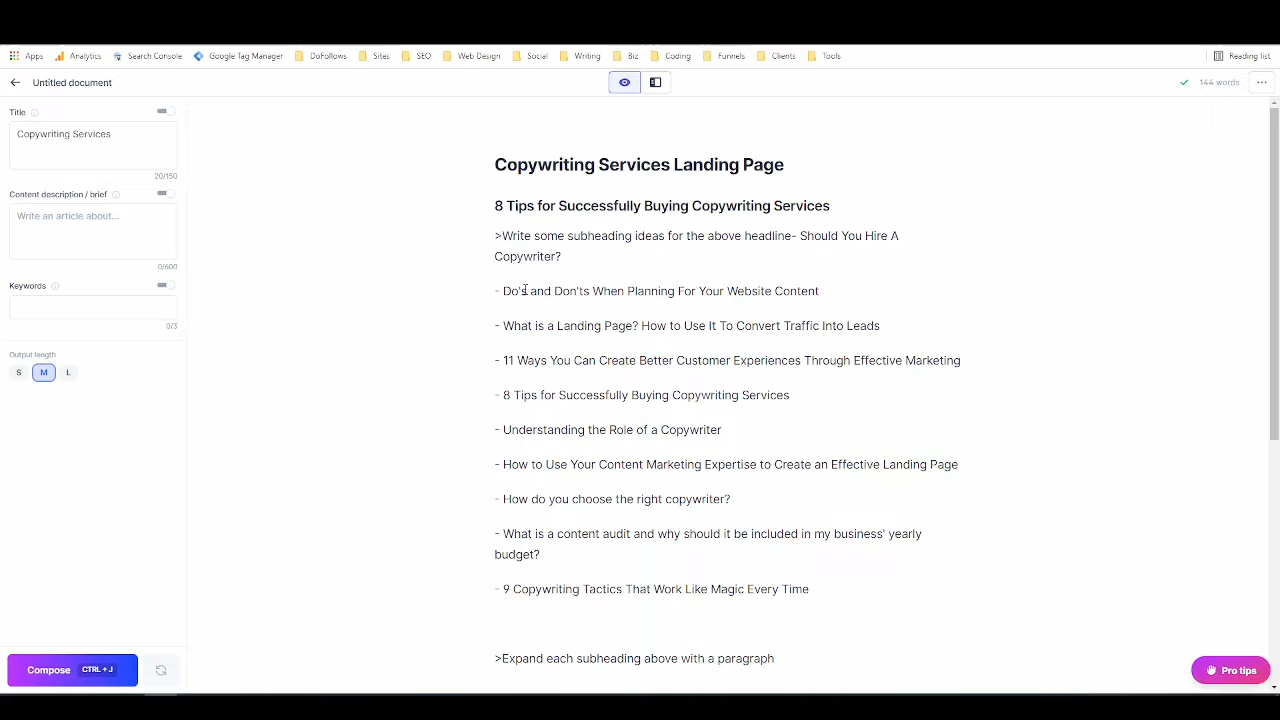 Apps Analytics Search Console Google Tag Manager DoFollows Sites SEO Web Design Social Writing Biz Coding Funnels Clients Tools Reading list
Untitled document 144 words
Title
Copywriting Services
20/150
Content description / brief
Write an article about...
0/600
Keywords
0/3
Output length
S M L
Compose CTRL + J
Copywriting Services Landing Page
8 Tips for Successfully Buying Copywriting Services
>Write some subheading ideas for the above headline- Should You Hire A
Copywriter?
- Do's and Don'ts When Planning For Your Website Content
- What is a Landing Page? How to Use It To Convert Traffic Into Leads
- 11 Ways You Can Create Better Customer Experiences Through Effective Marketing
- 8 Tips for Successfully Buying Copywriting Services
- Understanding the Role of a Copywriter
- How to Use Your Content Marketing Expertise to Create an Effective Landing Page
- How do you choose the right copywriter?
- What is a content audit and why should it be included in my business' yearly
budget?
- 9 Copywriting Tactics That Work Like Magic Every Time
>Expand each subheading above with a paragraph
Pro tips